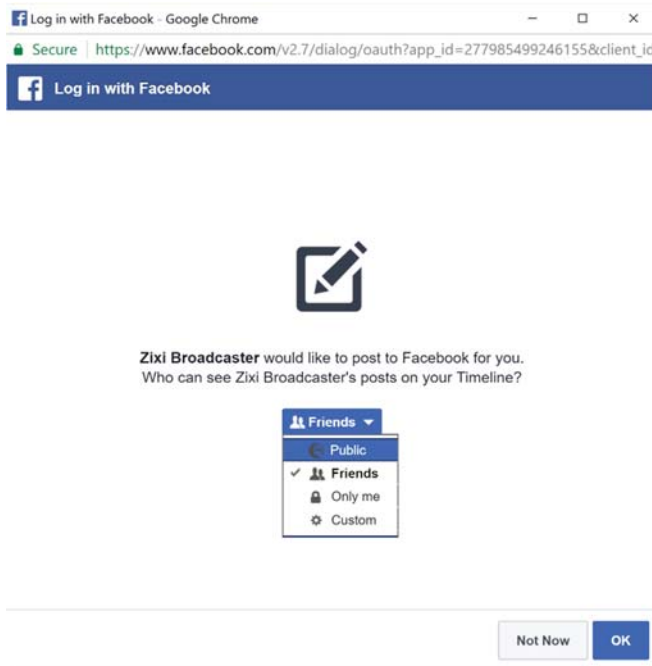 Log in with Facebook - Google Chrome
Secure | https://www.facebook.com/v2.7/dialog/oauth?app_id=277985499246155&client_id
Log in with Facebook
Zixi Broadcaster would like to post to Facebook for you.
Who can see Zixi Broadcaster's posts on your Timeline?
Friends
Public
Friends
Only me
Custom
Not Now OK